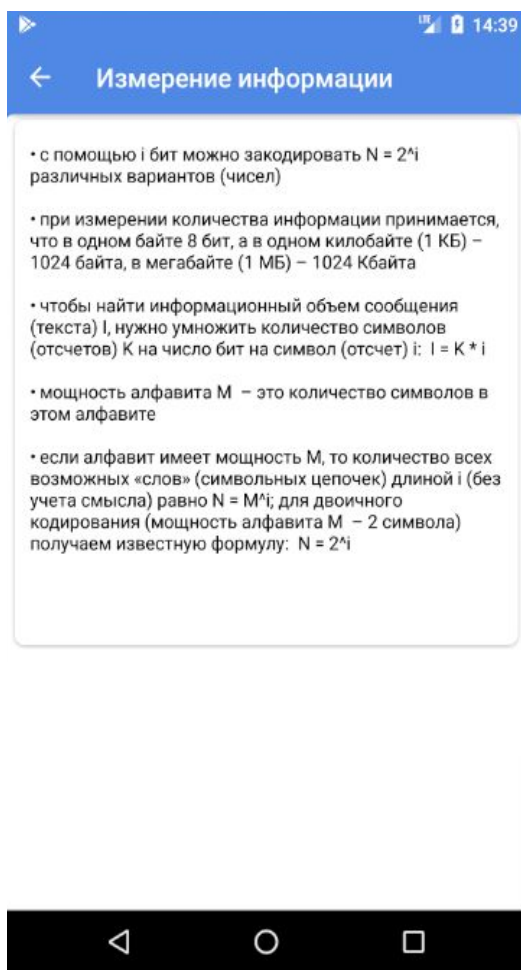 LTE 14:39
Измерение информации
• с помощью i бит можно закодировать N = 2^i
различных вариантов (чисел)
• при измерении количества информации принимается,
что в одном байте 8 бит, а в одном килобайте (1 КБ) –
1024 байта, в мегабайте (1 МБ) – 1024 Кбайта
• чтобы найти информационный объем сообщения
(текста) I, нужно умножить количество символов
(отсчетов) K на число бит на символ (отсчет) i:  I = K * i
• мощность алфавита M  – это количество символов в
этом алфавите
• если алфавит имеет мощность M, то количество всех
возможных «слов» (символьных цепочек) длиной i (без
учета смысла) равно N = M^i; для двоичного
кодирования (мощность алфавита M  – 2 символа)
получаем известную формулу:  N = 2^i